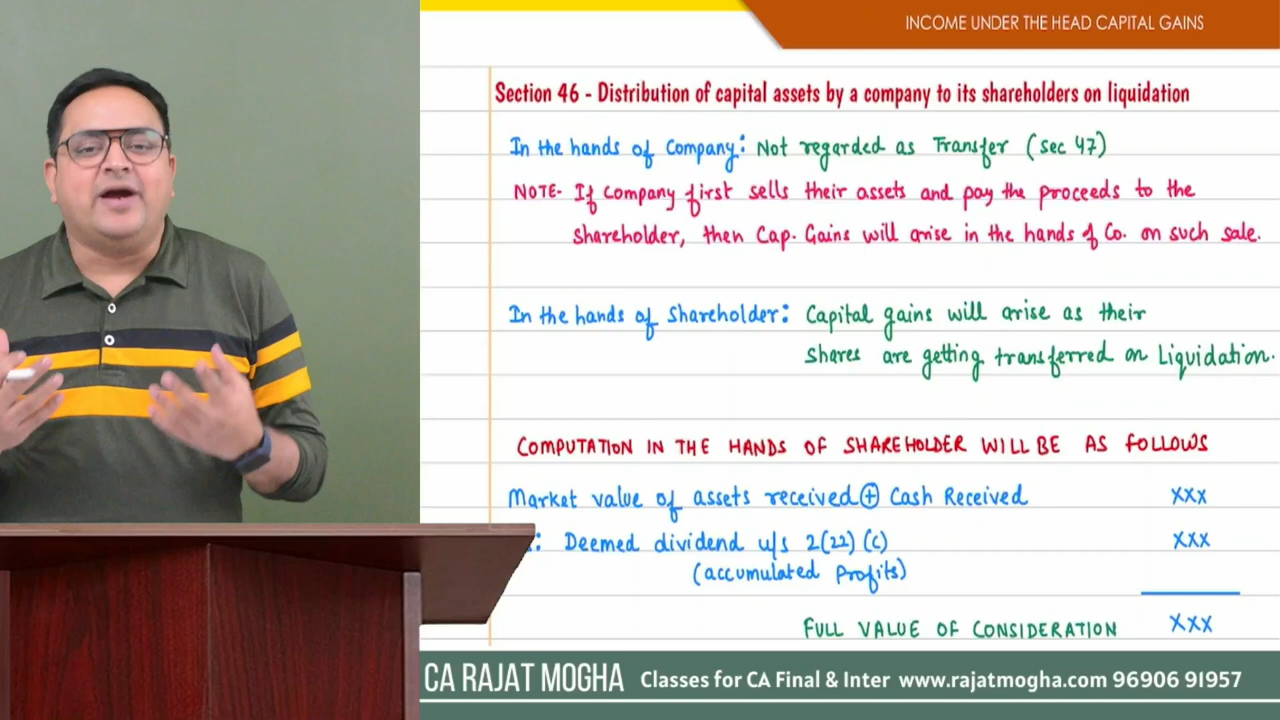 INCOME UNDER THE HEAD CAPITAL GAINS
Section 46 - Distribution of capital assets by a company to its shareholders on liquidation
In the hands of Company: Not regarded as Transfer (sec 47)
NOTE- If Company first sells their assets and pay the proceeds to the
shareholder, then Cap. Gains will arise in the hands of Co. on such sale.
In the hands of Shareholder: Capital gains will arise as their
shares are getting transferred on Liquidation.
COMPUTATION IN THE HANDS OF SHAREHOLDER WILL BE AS FOLLOWS
Market value of assets received ⊕ Cash Received XXX
: Deemed dividend u/s 2(22)(c) XXX
(accumulated Profits)
FULL VALUE OF CONSIDERATION XXX
CA RAJAT MOGHA Classes for CA Final & Inter www.rajatmogha.com 96906 91957